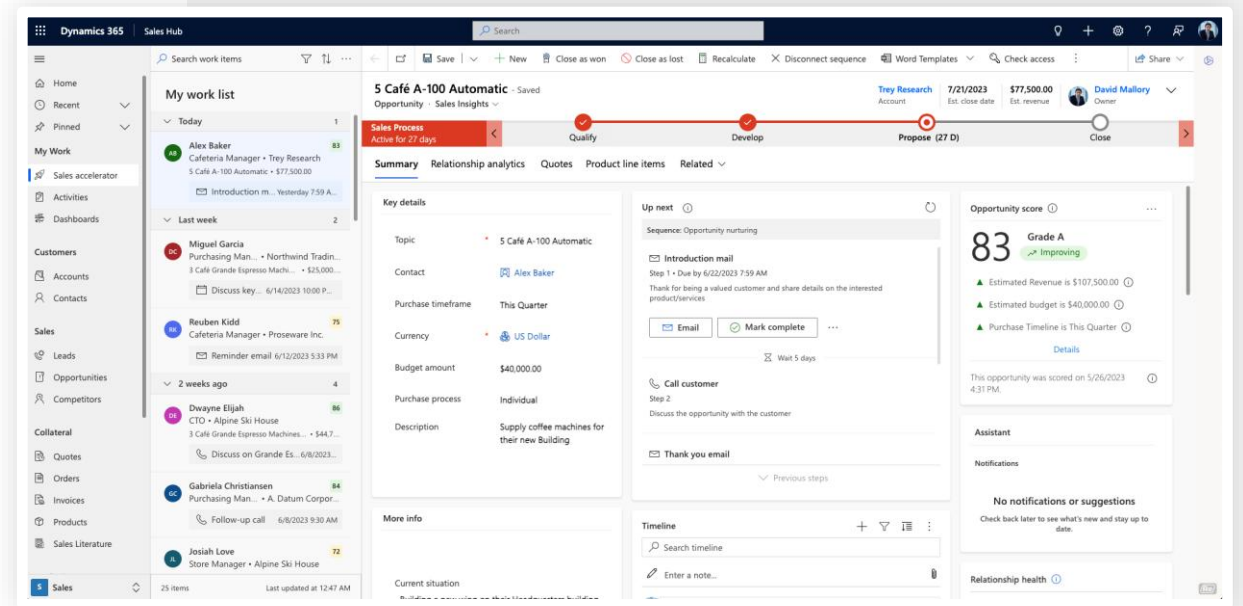 Dynamics 365
Sales Hub
Search
Search work items
Save
New
Close as won
Close as lost
Recalculate
Disconnect sequence
Word Templates
Check access
Share
Home
Recent
Pinned
My Work
Sales accelerator
Activities
Dashboards
Customers
Accounts
Contacts
Sales
Leads
Opportunities
Competitors
Collateral
Quotes
Orders
Invoices
Products
Sales Literature
S Sales
My work list
Today 1
AB Alex Baker 83
Cafeteria Manager • Trey Research
5 Café A-100 Automatic • $77,500.00
Introduction m... Yesterday 7:59 A...
Last week 2
DC Miguel Garcia
Purchasing Man... • Northwind Tradin...
3 Café Grande Espresso Machi... • $25,000....
Discuss key... 6/14/2023 10:00 P...
RK Reuben Kidd 75
Cafeteria Manager • Proseware Inc.
Reminder email 6/12/2023 5:33 PM
2 weeks ago 4
DE Dwayne Elijah 86
CTO • Alpine Ski House
3 Café Grande Espresso Machines... • $44,7...
Discuss on Grande Es...6/8/2023...
GC Gabriela Christiansen 84
Purchasing Man... • A. Datum Corpor...
Follow-up call 6/8/2023 9:30 AM
JL Josiah Love 72
Store Manager • Alpine Ski House
25 items Last updated at 12:47 AM
5 Café A-100 Automatic - Saved
Opportunity · Sales Insights
Trey Research
Account
7/21/2023
Est. close date
$77,500.00
Est. revenue
David Mallory
Owner
Sales Process
Active for 27 days
Qualify
Develop
Propose (27 D)
Close
Summary
Relationship analytics
Quotes
Product line items
Related
Key details
Topic * 5 Café A-100 Automatic
Contact Alex Baker
Purchase timeframe This Quarter
Currency * US Dollar
Budget amount $40,000.00
Purchase process Individual
Description Supply coffee machines for
their new Building
More info
Current situation
Building a new wing on their Headquarters building
Up next
Sequence: Opportunity nurturing
Introduction mail
Step 1 • Due by 6/22/2023 7:59 AM
Thank for being a valued customer and share details on the interested
product/services
Email
Mark complete
Wait 5 days
Call customer
Step 2
Discuss the opportunity with the customer
Thank you email
Previous steps
Timeline
Search timeline
Enter a note...
Opportunity score
83
Grade A
Improving
Estimated Revenue is $107,500.00
Estimated budget is $40,000.00
Purchase Timeline is This Quarter
Details
This opportunity was scored on 5/26/2023
4:31 PM.
Assistant
Notifications
No notifications or suggestions
Check back later to see what's new and stay up to
date.
Relationship health